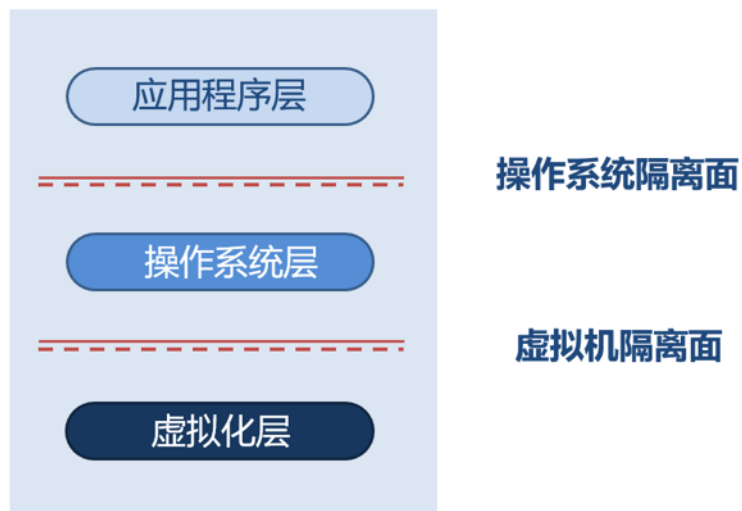 应用程序层
操作系统隔离面
操作系统层
虚拟机隔离面
虚拟化层